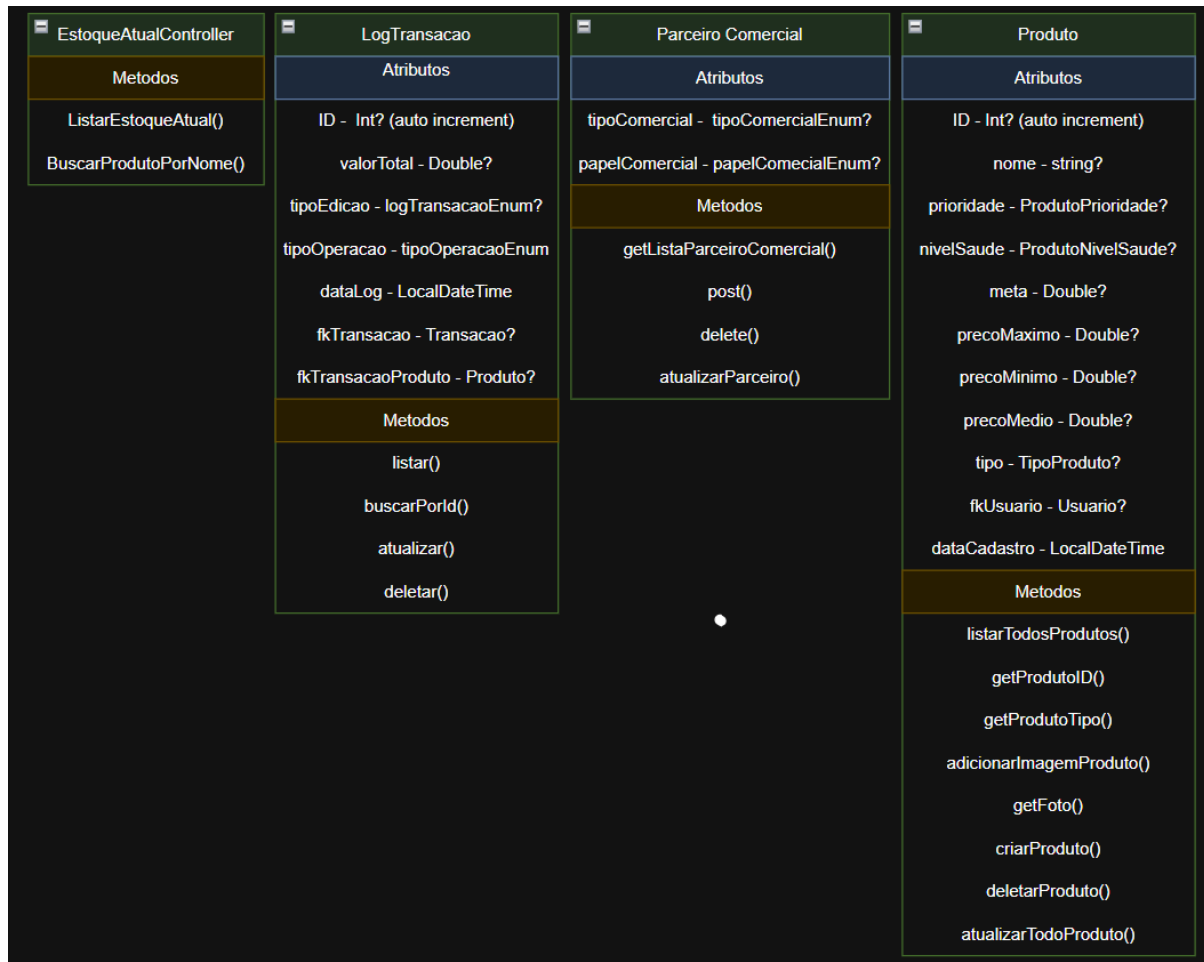 EstoqueAtualController
Metodos
ListarEstoqueAtual()
BuscarProdutoPorNome()
LogTransacao
Atributos
ID - Int? (auto increment)
valorTotal - Double?
tipoEdicao - logTransacaoEnum?
tipoOperacao - tipoOperacaoEnum
dataLog - LocalDateTime
fkTransacao - Transacao?
fkTransacaoProduto - Produto?
Metodos
listar()
buscarPorId()
atualizar()
deletar()
Parceiro Comercial
Atributos
tipoComercial - tipoComercialEnum?
papelComercial - papelComecialEnum?
Metodos
getListaParceiroComercial()
post()
delete()
atualizarParceiro()
Produto
Atributos
ID - Int? (auto increment)
nome - string?
prioridade - ProdutoPrioridade?
nivelSaude - ProdutoNivelSaude?
meta - Double?
precoMaximo - Double?
precoMinimo - Double?
precoMedio - Double?
tipo - TipoProduto?
fkUsuario - Usuario?
dataCadastro - LocalDateTime
Metodos
listarTodosProdutos()
getProdutoID()
getProdutoTipo()
adicionarImagemProduto()
getFoto()
criarProduto()
deletarProduto()
atualizarTodoProduto()